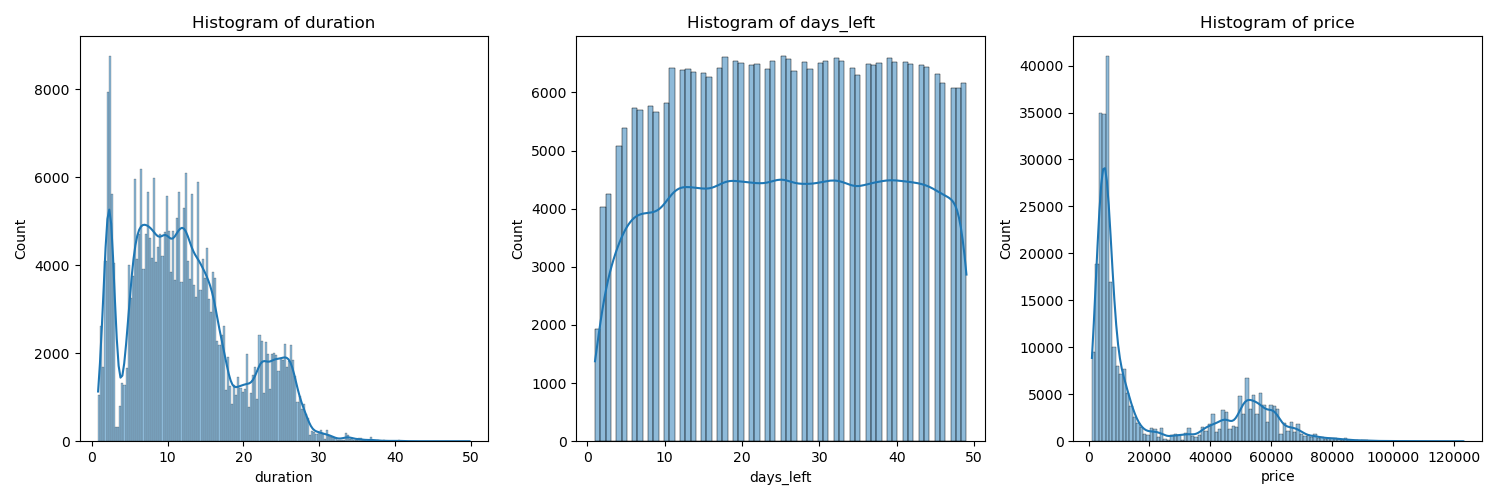 Histogram of duration
Count
8000
6000
4000
2000
0
0 10 20 30 40 50
duration
Histogram of days_left
Count
6000
5000
4000
3000
2000
1000
0
0 10 20 30 40 50
days_left
Histogram of price
Count
40000
35000
30000
25000
20000
15000
10000
5000
0
0 20000 40000 60000 80000 100000 120000
price